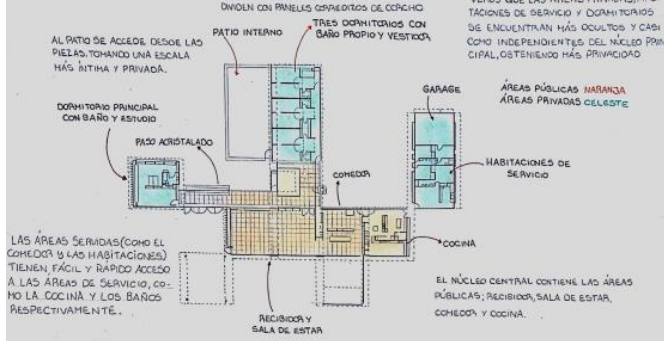 DIVIDEN CON PANELES CORREDIZOS DE CORCHO
TACIONES DE SERVICIO Y DORMITORIOS
SE ENCUENTRAN MÁS OCULTOS Y CASI
COMO INDEPENDIENTES DEL NÚCLEO PRIN
CIPAL, OBTENIENDO MÁS PRIVACIDAD
AL PATIO SE ACCEDE DESDE LAS
PIEZAS, TOMANDO UNA ESCALA
MÁS ÍNTIMA Y PRIVADA.
PATIO INTERNO
TRES DORMITORIOS CON
BAÑO PROPIO Y VESTIDOR
GARAGE
ÁREAS PÚBLICAS NARANJA
ÁREAS PRIVADAS CELESTE
DORMITORIO PRINCIPAL
CON BAÑO Y ESTUDIO
PASO ACRISTALADO
COMEDOR
HABITACIONES DE
SERVICIO
COCINA
LAS ÁREAS SERVIDAS (COMO EL
COMEDOR Y LAS HABITACIONES)
TIENEN, FÁCIL Y RÁPIDO ACCESO
A LAS ÁREAS DE SERVICIO, CO-
MO LA COCINA Y LOS BAÑOS
RESPECTIVAMENTE.
RECIBIDOR Y
SALA DE ESTAR
EL NÚCLEO CENTRAL CONTIENE LAS ÁREAS
PÚBLICAS; RECIBIDOR, SALA DE ESTAR,
COMEDOR Y COCINA.